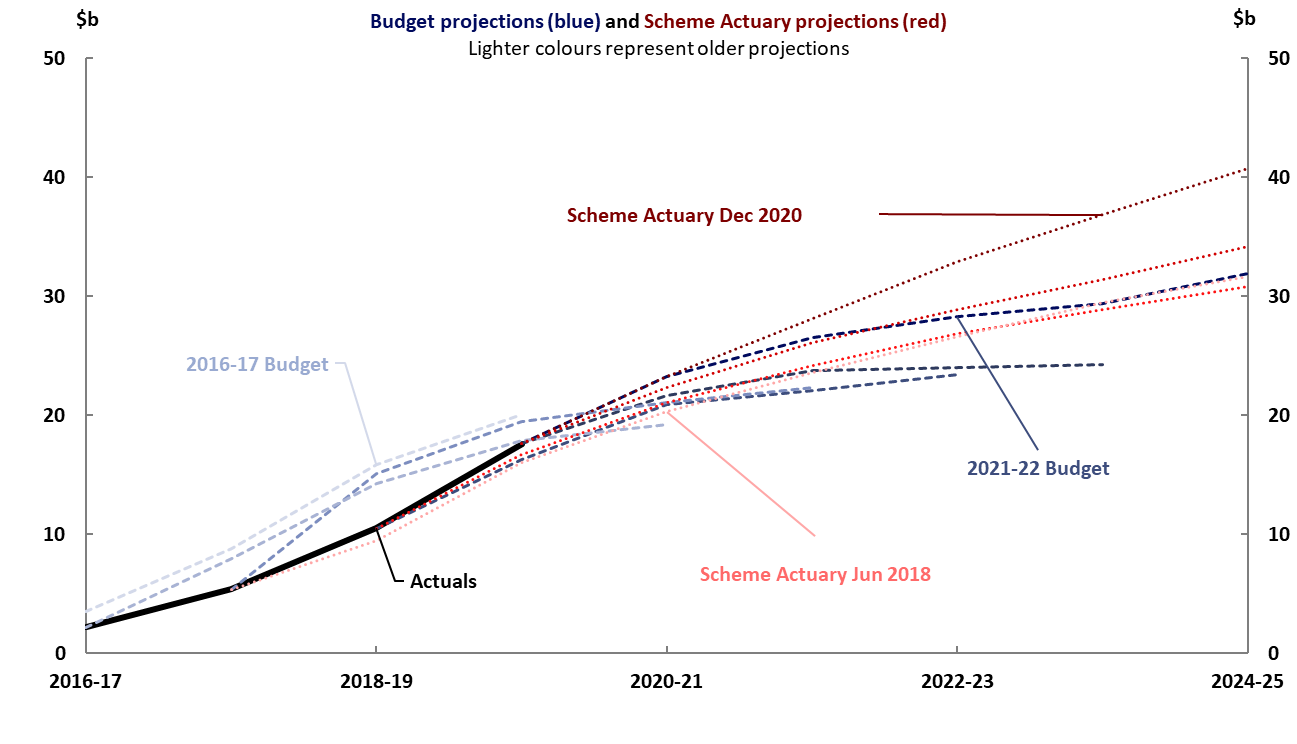 $b
Budget projections (blue) and Scheme Actuary projections (red)
$b
Lighter colours represent older projections
50
50
40
40
Scheme Actuary Dec 2020
30
30
2016-17 Budget
20
20
2021-22 Budget
10
10
Scheme Actuary Jun 2018
Actuals
0
0
2016-17
2018-19
2020-21
2022-23
2024-25